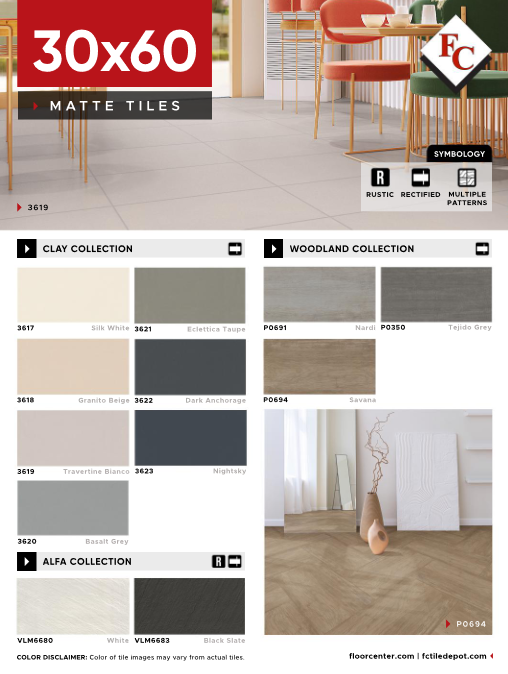 30x60
MATTE TILES
FC
SYMBOLOGY
R
RUSTIC RECTIFIED MULTIPLE
PATTERNS
3619
CLAY COLLECTION
3617 Silk White
3621 Eclettica Taupe
3618 Granito Beige
3622 Dark Anchorage
3619 Travertine Bianco
3623 Nightsky
3620 Basalt Grey
ALFA COLLECTION
R
VLM6680 White
VLM6683 Black Slate
COLOR DISCLAIMER: Color of tile images may vary from actual tiles.
WOODLAND COLLECTION
P0691 Nardi
P0350 Tejido Grey
P0694 Savana
P0694
floorcenter.com | fctiledepot.com